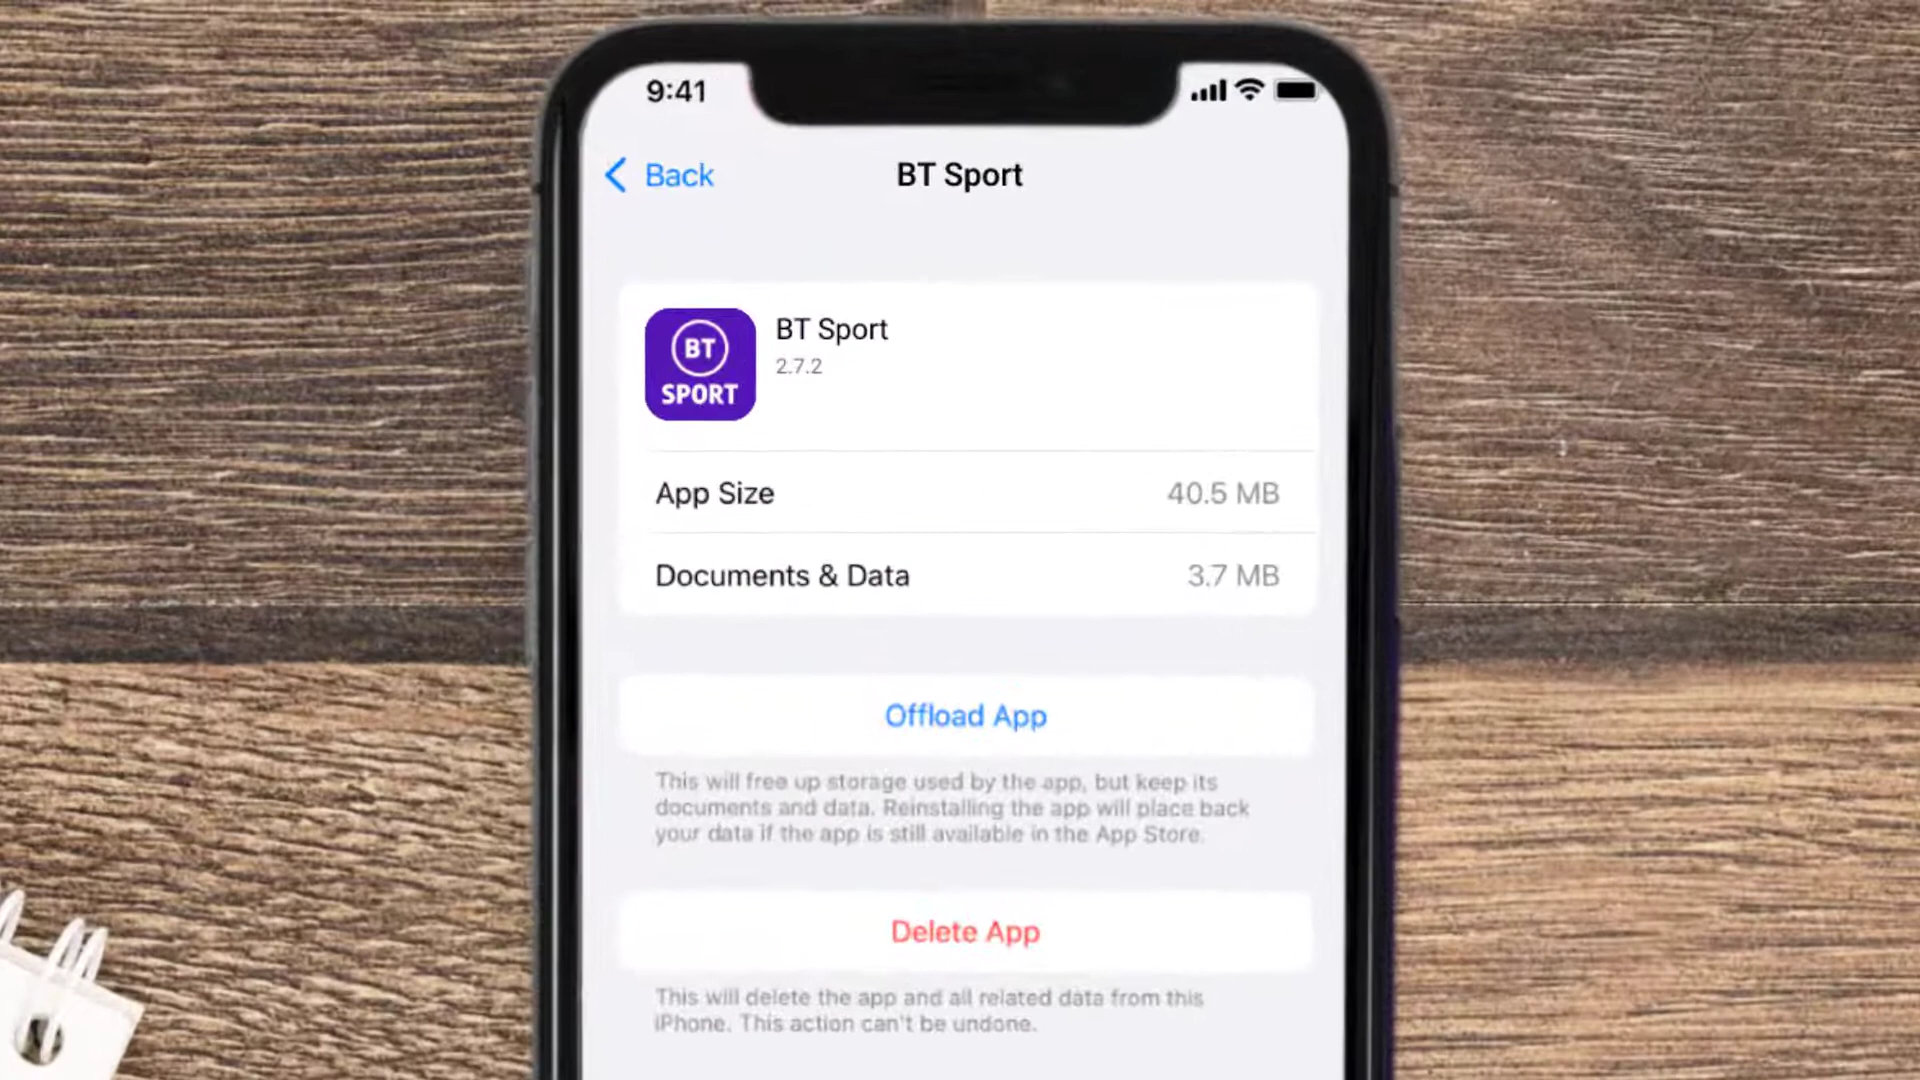 9:41
Back
BT Sport
BT
SPORT
BT Sport
2.7.2
App Size
40.5 MB
Documents & Data
3.7 MB
Offload App
This will free up storage used by the app, but keep its
documents and data. Reinstalling the app will place back
your data if the app is still available in the App Store.
Delete App
This will delete the app and all related data from this
iPhone. This action can't be undone.